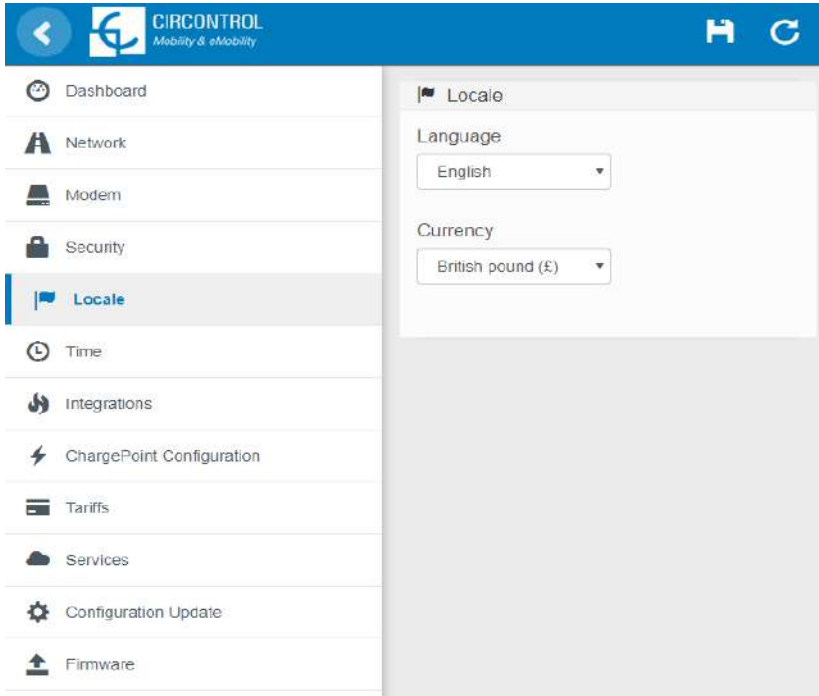 CIRCONTROL
Mobility & eMobility
Dashboard
Network
Modem
Security
Locale
Time
Integrations
ChargePoint Configuration
Tariffs
Services
Configuration Update
Firmware
Locale
Language
English
Currency
British pound (£)